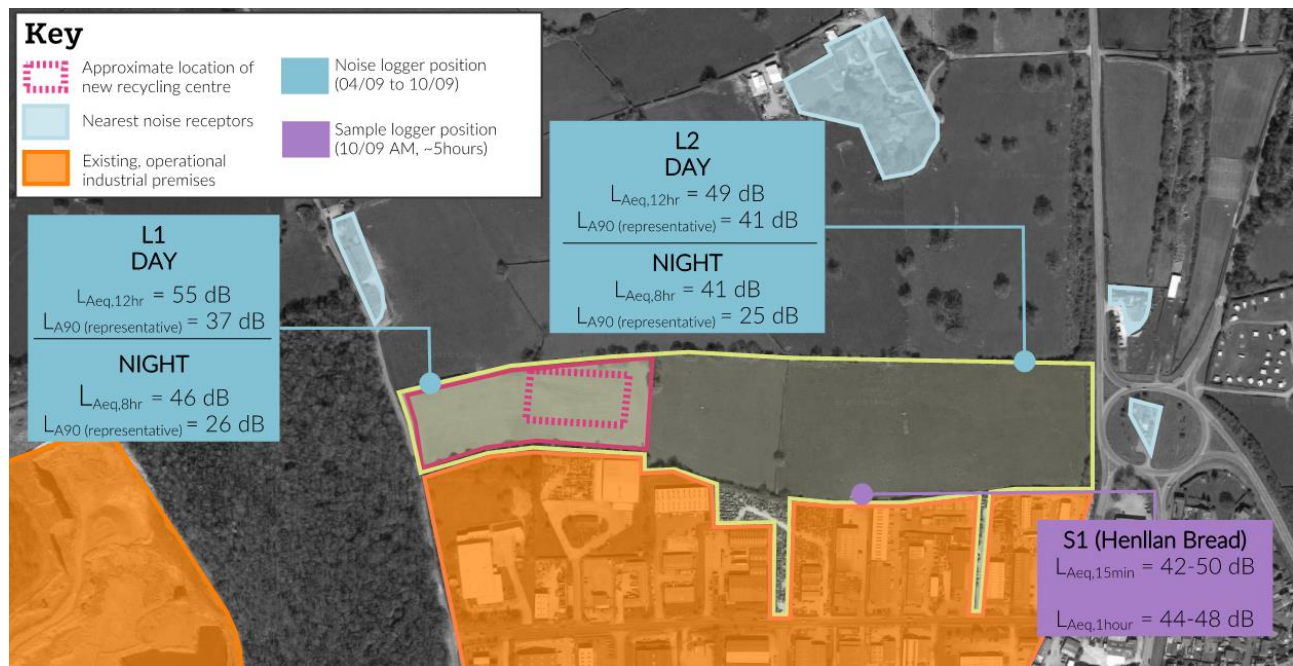 Key
Approximate location of
new recycling centre
Nearest noise receptors
Existing, operational
industrial premises
Noise logger position
(04/09 to 10/09)
Sample logger position
(10/09 AM, ~5hours)
L1
DAY
LAeq,12hr = 55 dB
LA90 (representative) = 37 dB
NIGHT
LAeq,8hr = 46 dB
LA90 (representative) = 26 dB
L2
DAY
LAeq,12hr = 49 dB
LA90 (representative) = 41 dB
NIGHT
LAeq,8hr = 41 dB
LA90 (representative) = 25 dB
S1 (Henllan Bread)
LAeq,15min = 42-50 dB
LAeq,1hour = 44-48 dB